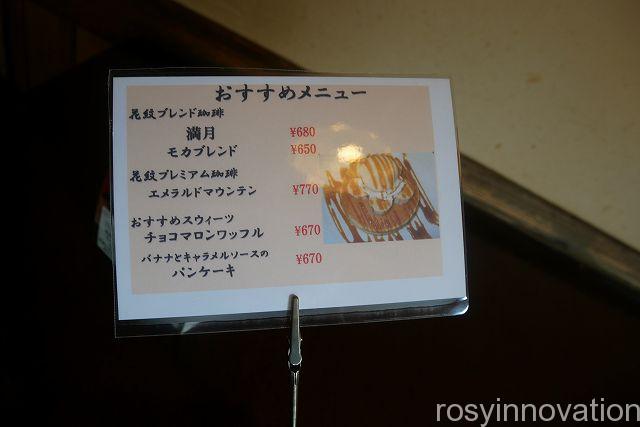 おすすめメニュー
花紋ブレンド珈琲
満月 ¥680
モカブレンド ¥650
花紋プレミアム珈琲
エメラルドマウンテン ¥770
おすすめスウィーツ
チョコマロンワッフル ¥670
バナナとキャラメルソースの
パンケーキ ¥670
rosyinnovation